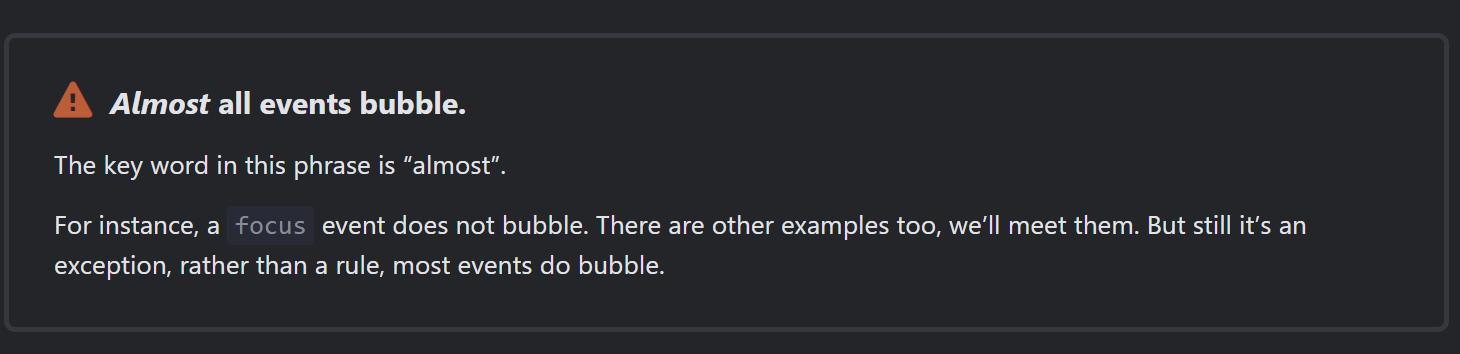 Almost all events bubble.
The key word in this phrase is “almost”.
For instance, a focus event does not bubble. There are other examples too, we’ll meet them. But still it’s an
exception, rather than a rule, most events do bubble.